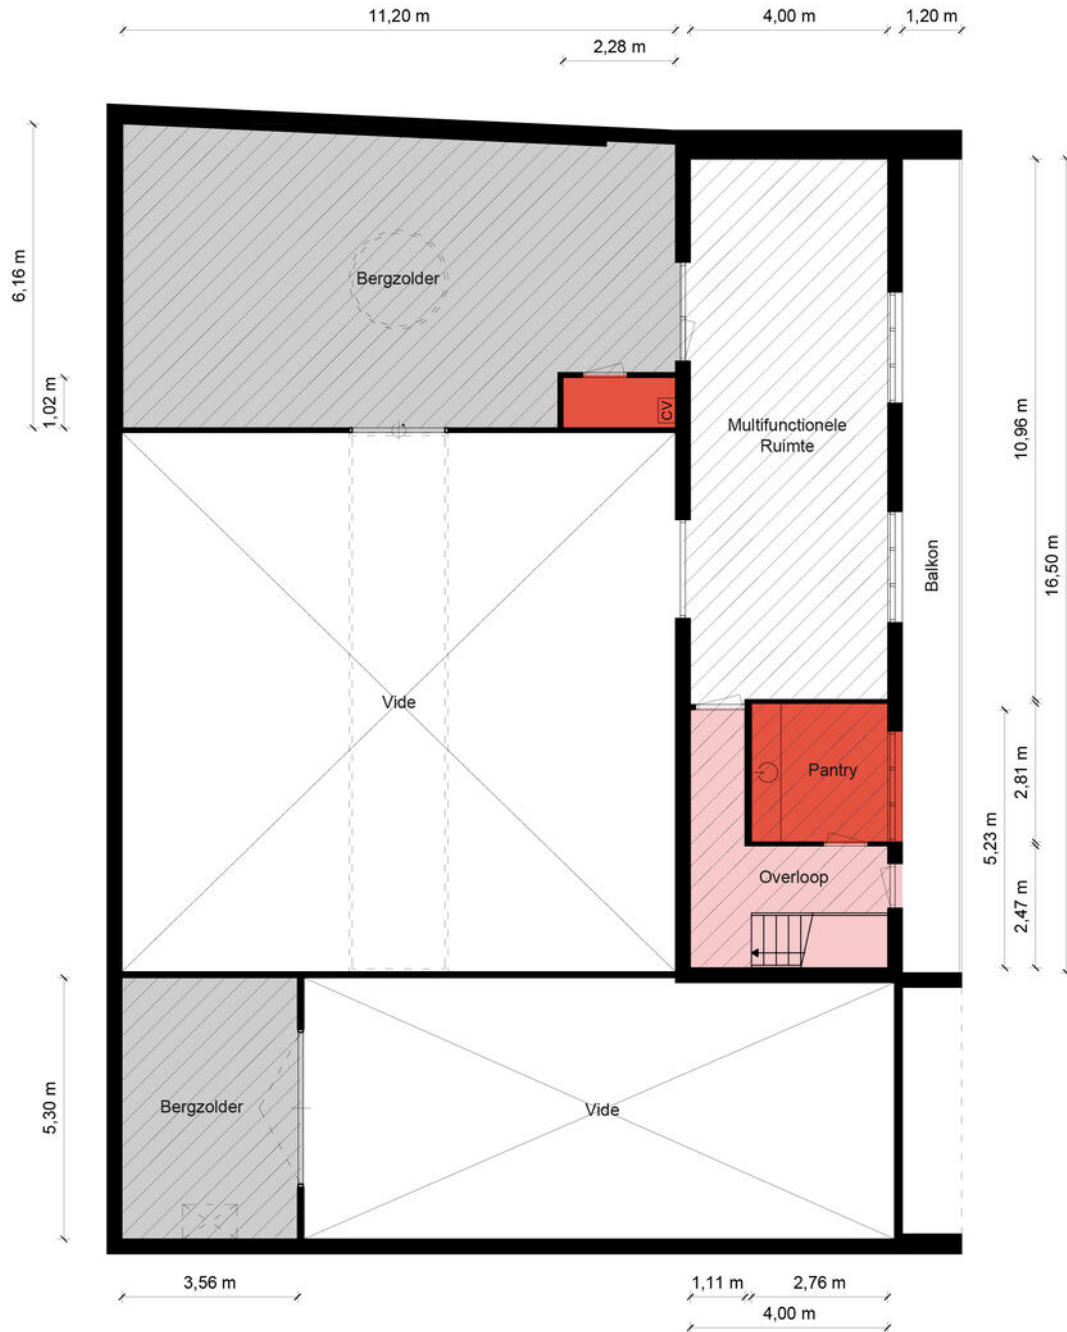 11,20 m
4,00 m
1,20 m
2,28 m
6,16 m
1,02 m
Bergzolder
CV
Multifunctionele
Ruimte
10,96 m
16,50 m
Balkon
Vide
Pantry
2,81 m
5,23 m
Overloop
2,47 m
5,30 m
Bergzolder
Vide
3,56 m
1,11 m
2,76 m
4,00 m